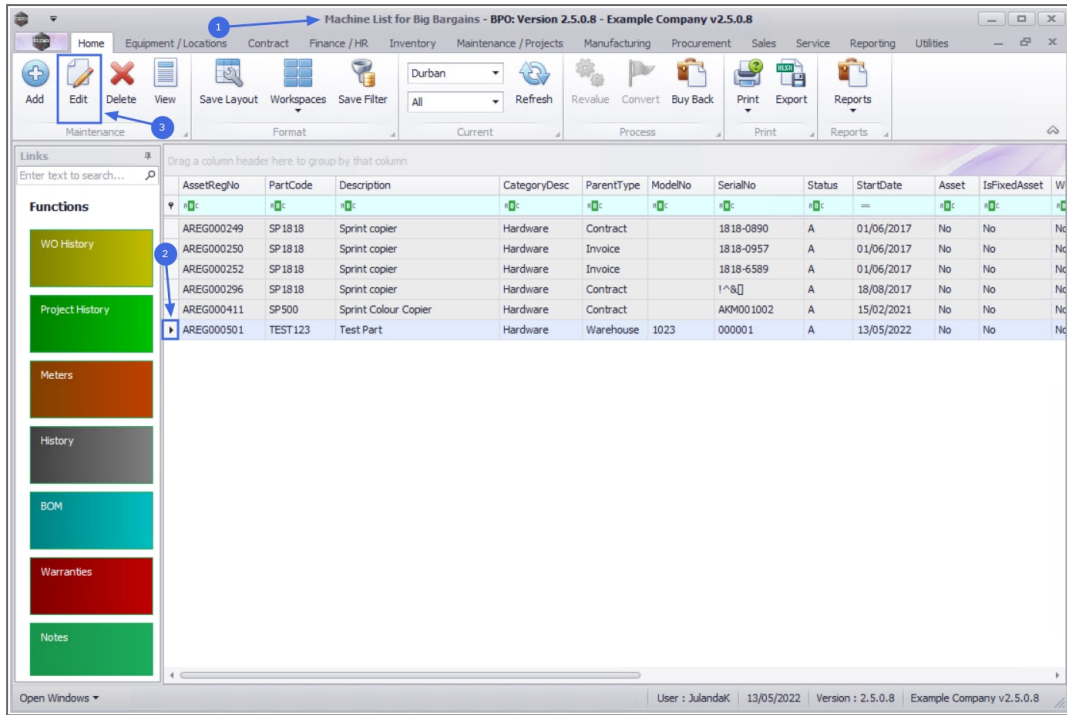 Machine List for Big Bargains - BPO: Version 2.5.0.8 - Example Company v2.5.0.8
1
Home Equipment / Locations Contract Finance / HR Inventory Maintenance / Projects Manufacturing Procurement Sales Service Reporting Utilities
Durban
Add Edit Delete View Save Layout Workspaces Save Filter All Refresh Revalue Convert Buy Back Print Export Reports
Maintenance 3 Format Current Process Print Reports
Links
Drag a column header here to group by that column
Enter text to search...
AssetRegNo PartCode Description CategoryDesc ParentType ModelNo SerialNo Status StartDate Asset IsFixedAsset W
Functions
AREG000249 SP1818 Sprint copier Hardware Contract 1818-0890 A 01/06/2017 No No No
WO History
2
AREG000250 SP1818 Sprint copier Hardware Invoice 1818-0957 A 01/06/2017 No No No
AREG000252 SP1818 Sprint copier Hardware Invoice 1818-6589 A 01/06/2017 No No No
AREG000296 SP1818 Sprint copier Hardware Contract !^&[] A 18/08/2017 No No No
Project History
AREG000411 SP500 Sprint Colour Copier Hardware Contract AKM001002 A 15/02/2021 No No No
AREG000501 TEST123 Test Part Hardware Warehouse 1023 000001 A 13/05/2022 No No No
Meters
History
BOM
Warranties
Notes
Open Windows User : JulandaK 13/05/2022 Version : 2.5.0.8 Example Company v2.5.0.8